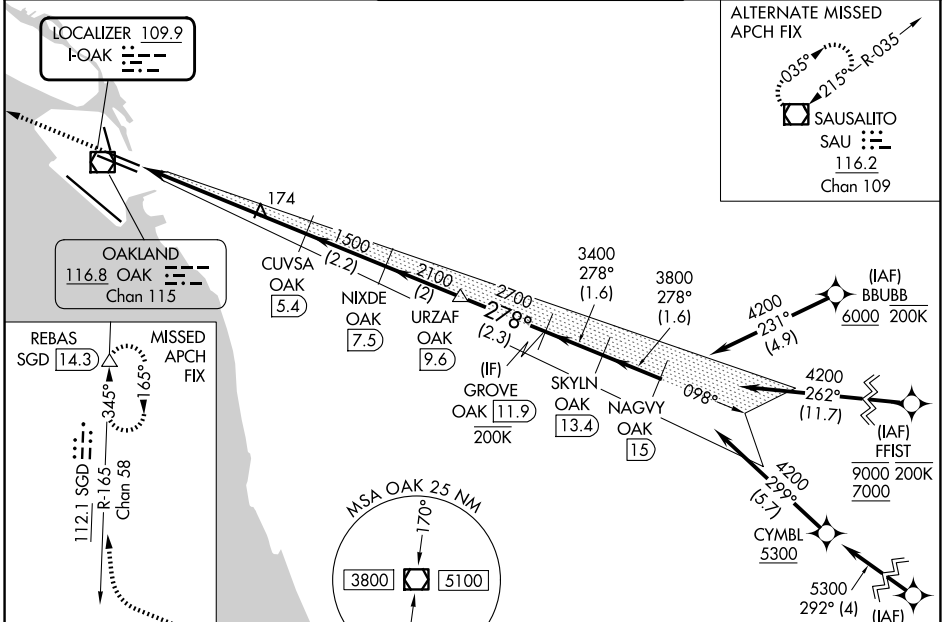 LOCALIZER 109.9
I-OAK
ALTERNATE MISSED
APCH FIX
035°
215°
R-035
SAUSALITO
SAU
116.2
Chan 109
174
OAKLAND
116.8 OAK
Chan 115
1500
(2.2)
CUVSA
OAK
5.4
2100
(2)
NIXDE
OAK
7.5
2700
278°
(2.3)
URZAF
OAK
9.6
3400
278°
(1.6)
3800
278°
(1.6)
(IF)
GROVE
OAK 11.9
200K
SKYLN
OAK
13.4
NAGVY
OAK
15
098°
4200
231°
(4.9)
(IAF)
BBUBB
6000 200K
4200
262°
(11.7)
(IAF)
FFIST
9000 200K
7000
4200
299°
(5.7)
CYMBL
5300
5300
292° (4)
(IAF)
REBAS
SGD 14.3
MISSED
APCH
FIX
345°
165°
112.1 SGD
R-165
Chan 58
MSA OAK 25 NM
170°
3800
5100